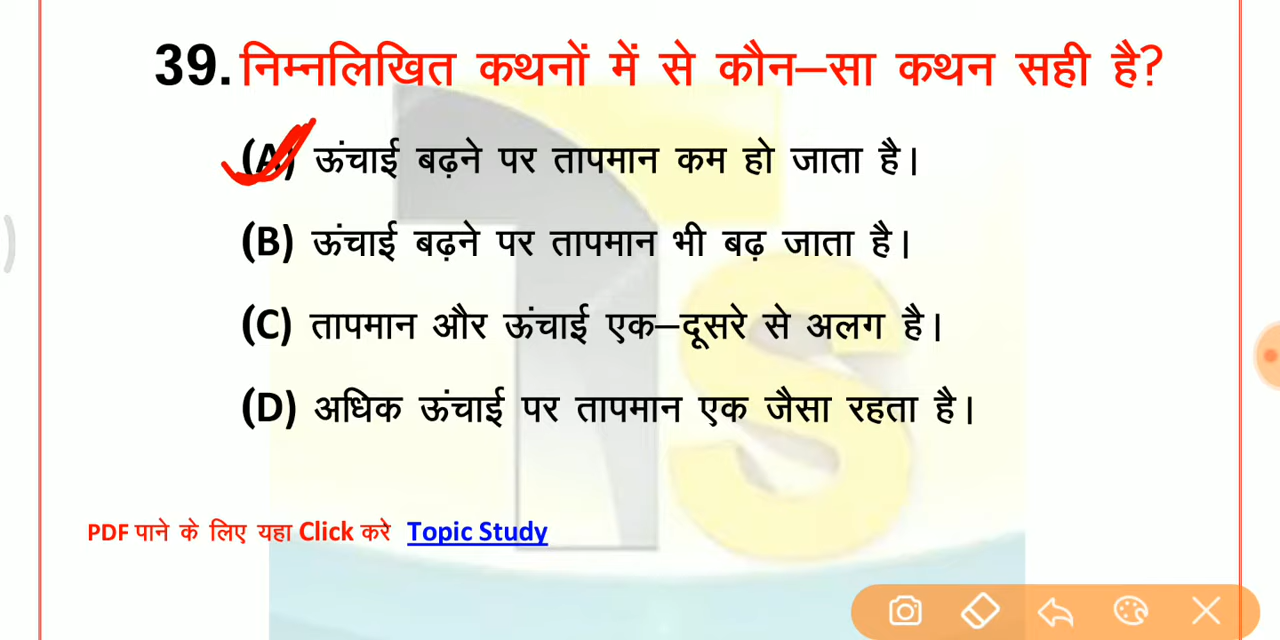 39. निम्नलिखित कथनों में से कौन–सा कथन सही है?
(A) ऊंचाई बढ़ने पर तापमान कम हो जाता है।
(B) ऊंचाई बढ़ने पर तापमान भी बढ़ जाता है।
(C) तापमान और ऊंचाई एक–दूसरे से अलग है।
(D) अधिक ऊंचाई पर तापमान एक जैसा रहता है।
PDF पाने के लिए यहा Click करे Topic Study